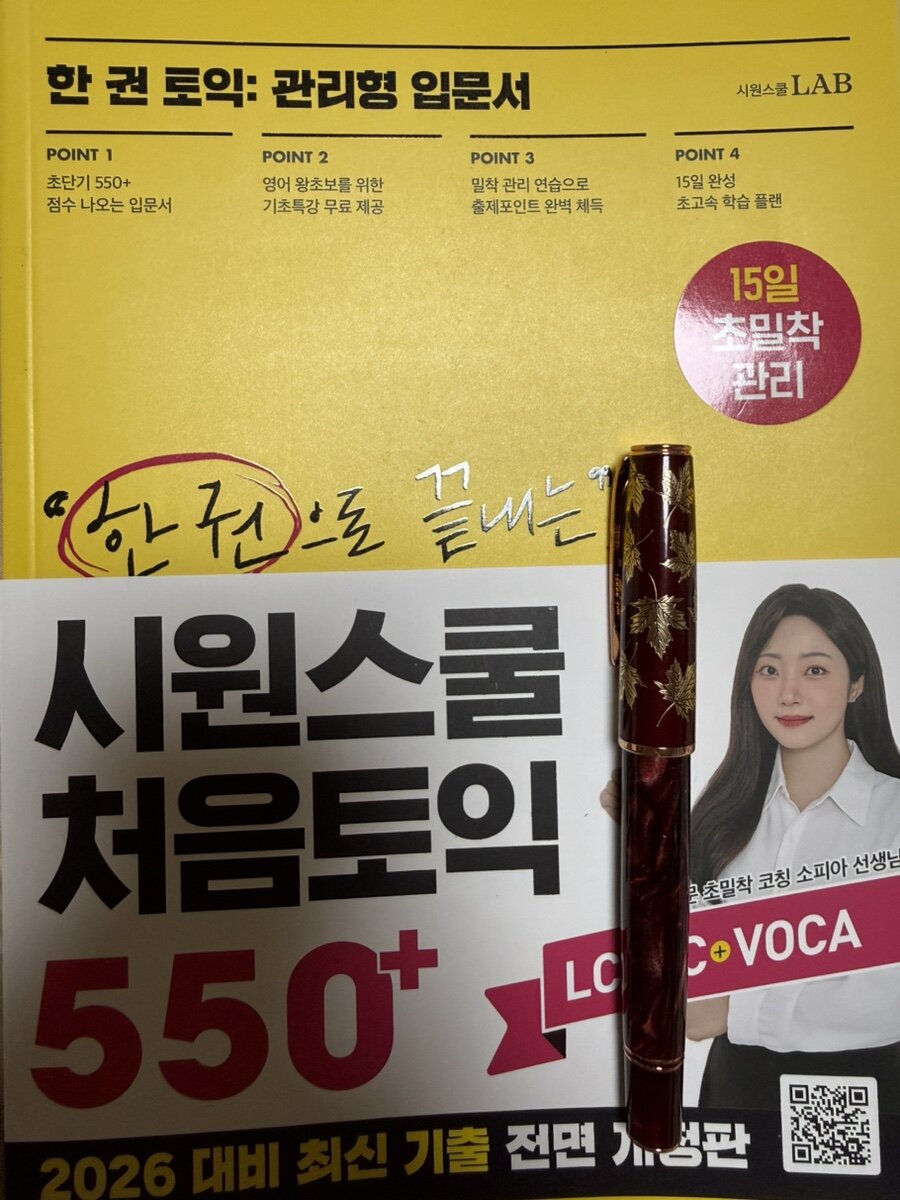 한 권 토익: 관리형 입문서
시원스쿨 LAB
POINT 1
초단기 550+
점수 나오는 입문서
POINT 2
영어 왕초보를 위한
기초특강 무료 제공
POINT 3
밀착 관리 연습으로
출제포인트 완벽 체득
POINT 4
15일 완성
초고속 학습 플랜
15일
초밀착
관리
“한 권으로 끝내는”
시원스쿨
처음토익
550+
초밀착 코칭 소피아 선생님
LC + VOCA
2026 대비 최신 기출 전면 개정판